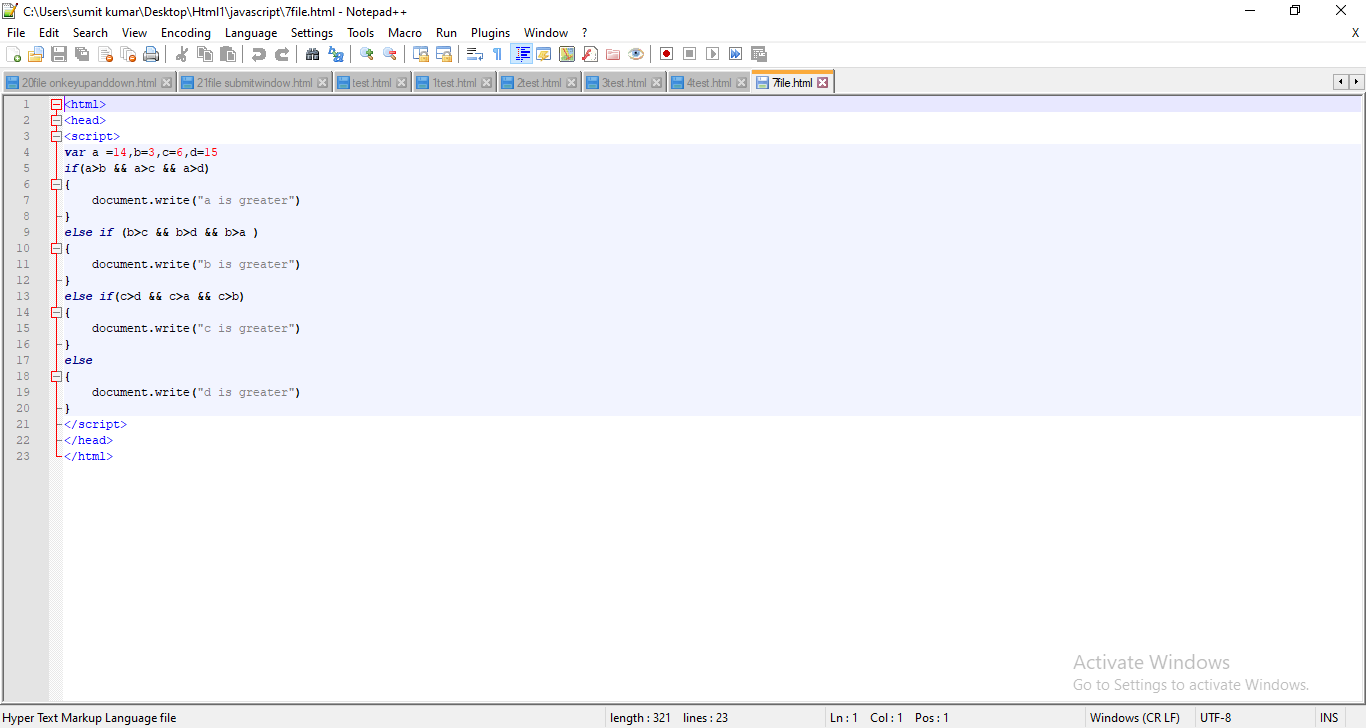 C:\Users\sumit kumar\Desktop\Html1\javascript\7file.html - Notepad++
File Edit Search View Encoding Language Settings Tools Macro Run Plugins Window ? X
20file onkeyupanddown.html 21file submitwindow.html test.html 1test.html 2test.html 3test.html 4test.html 7file.html
1 <html>
2 <head>
3 <script>
4 var a =14,b=3,c=6,d=15
5 if(a>b && a>c && a>d)
6 {
7 document.write("a is greater")
8 }
9 else if (b>c && b>d && b>a )
10 {
11 document.write("b is greater")
12 }
13 else if(c>d && c>a && c>b)
14 {
15 document.write("c is greater")
16 }
17 else
18 {
19 document.write("d is greater")
20 }
21 </script>
22 </head>
23 </html>
Activate Windows
Go to Settings to activate Windows.
Hyper Text Markup Language file length : 321 lines : 23 Ln : 1 Col : 1 Pos : 1 Windows (CR LF) UTF-8 INS